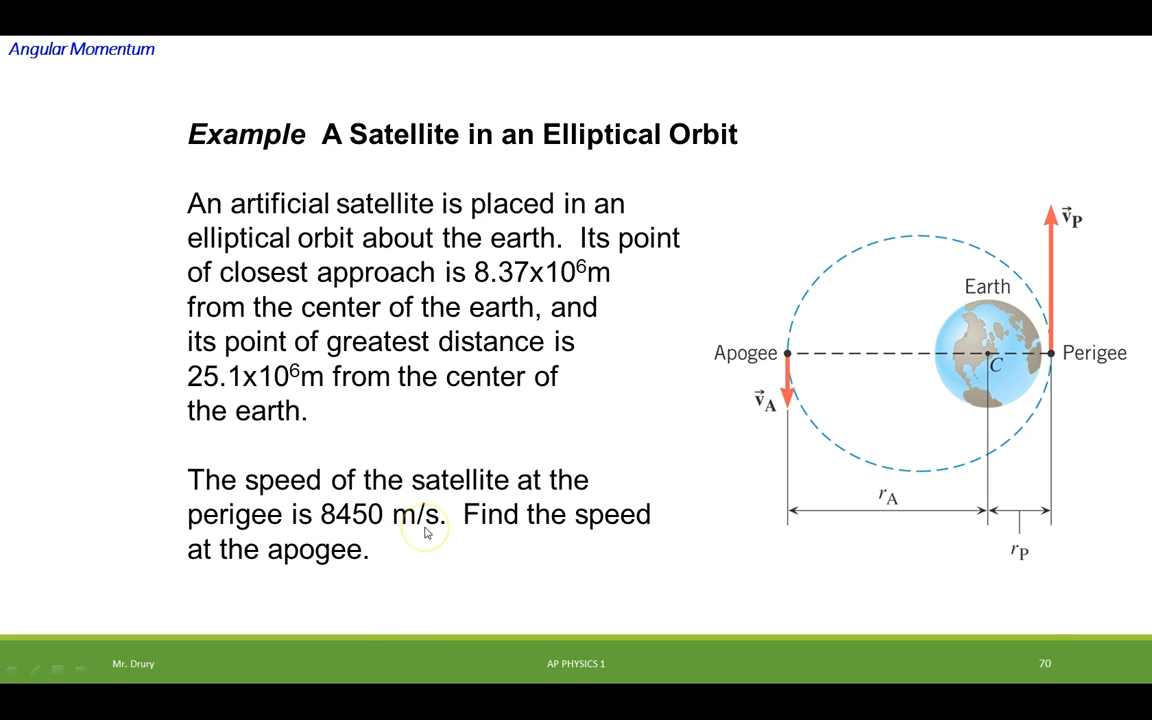 Angular Momentum
Example A Satellite in an Elliptical Orbit
An artificial satellite is placed in an
elliptical orbit about the earth. Its point
of closest approach is 8.37x10⁶m
from the center of the earth, and
its point of greatest distance is
25.1x10⁶m from the center of
the earth.
The speed of the satellite at the
perigee is 8450 m/s. Find the speed
at the apogee.
v⃗P
Earth
Apogee
C
Perigee
v⃗A
rA
rP
Mr. Drury
AP PHYSICS 1
70